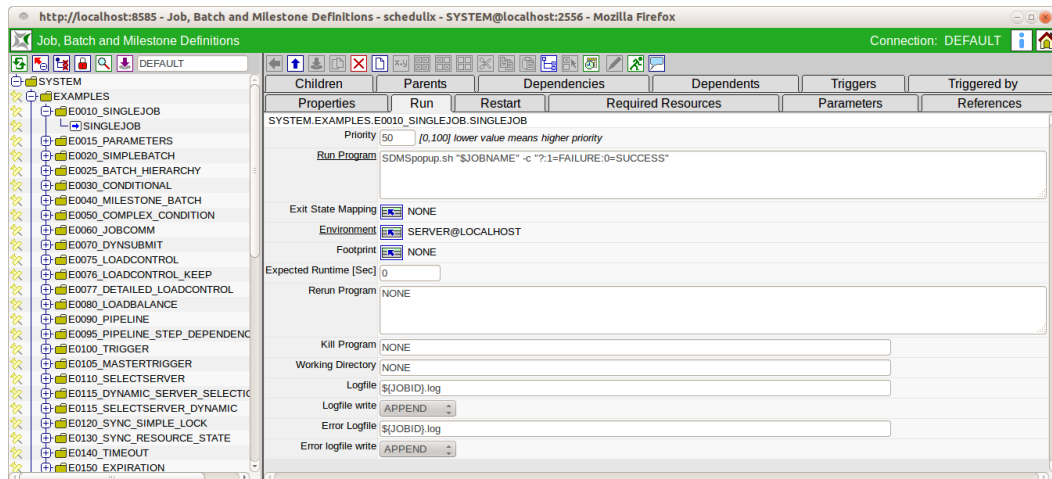 http://localhost:8585 - Job, Batch and Milestone Definitions - schedulix - SYSTEM@localhost:2556 - Mozilla Firefox
Job, Batch and Milestone Definitions
Connection: DEFAULT
DEFAULT
SYSTEM
EXAMPLES
E0010_SINGLEJOB
SINGLEJOB
E0015_PARAMETERS
E0020_SIMPLEBATCH
E0025_BATCH_HIERARCHY
E0030_CONDITIONAL
E0040_MILESTONE_BATCH
E0050_COMPLEX_CONDITION
E0060_JOBCOMM
E0070_DYNSUBMIT
E0075_LOADCONTROL
E0076_LOADCONTROL_KEEP
E0077_DETAILED_LOADCONTROL
E0080_LOADBALANCE
E0090_PIPELINE
E0095_PIPELINE_STEP_DEPENDENC
E0100_TRIGGER
E0105_MASTERTRIGGER
E0110_SELECTSERVER
E0115_DYNAMIC_SERVER_SELECTIO
E0115_SELECTSERVER_DYNAMIC
E0120_SYNC_SIMPLE_LOCK
E0130_SYNC_RESOURCE_STATE
E0140_TIMEOUT
E0150_EXPIRATION
Children Parents Dependencies Dependents Triggers Triggered by
Properties Run Restart Required Resources Parameters References
SYSTEM.EXAMPLES.E0010_SINGLEJOB.SINGLEJOB
Priority 50 [0,100] lower value means higher priority
Run Program SDMSpopup.sh "$JOBNAME" -c "?:1=FAILURE:0=SUCCESS"
Exit State Mapping NONE
Environment SERVER@LOCALHOST
Footprint NONE
Expected Runtime [Sec] 0
Rerun Program NONE
Kill Program NONE
Working Directory NONE
Logfile ${JOBID}.log
Logfile write APPEND
Error Logfile ${JOBID}.log
Error logfile write APPEND